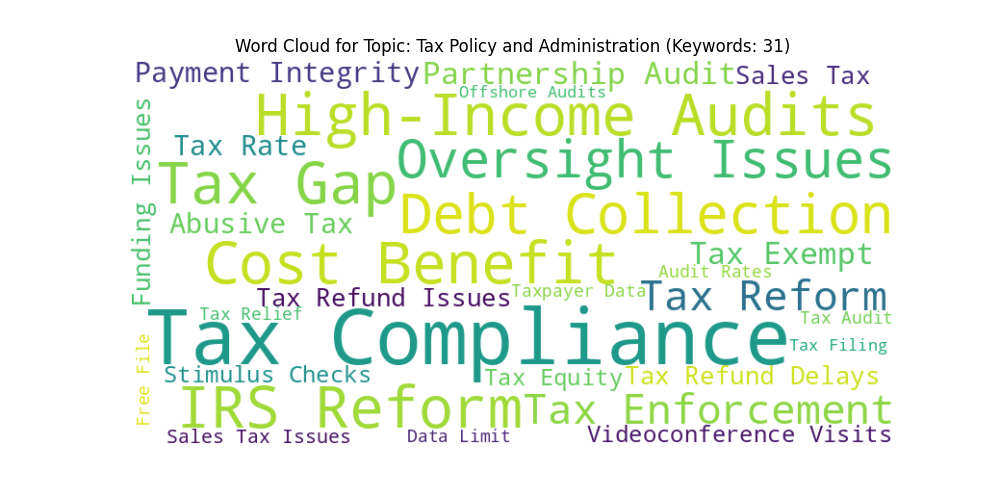 Word Cloud for Topic: Tax Policy and Administration (Keywords: 31)
Payment Integrity
Partnership Audit
Sales Tax
Offshore Audits
High-Income Audits
Funding Issues
Tax Rate
Oversight Issues
Tax Gap
Debt Collection
Abusive Tax
Cost Benefit
Tax Exempt
Audit Rates
Tax Refund Issues
Taxpayer Data
Tax Reform
Tax Relief
Tax Compliance
Tax Audit
Tax Filing
Free File
Stimulus Checks
Tax Equity
Tax Refund Delays
IRS Reform
Tax Enforcement
Sales Tax Issues
Data Limit
Videoconference Visits